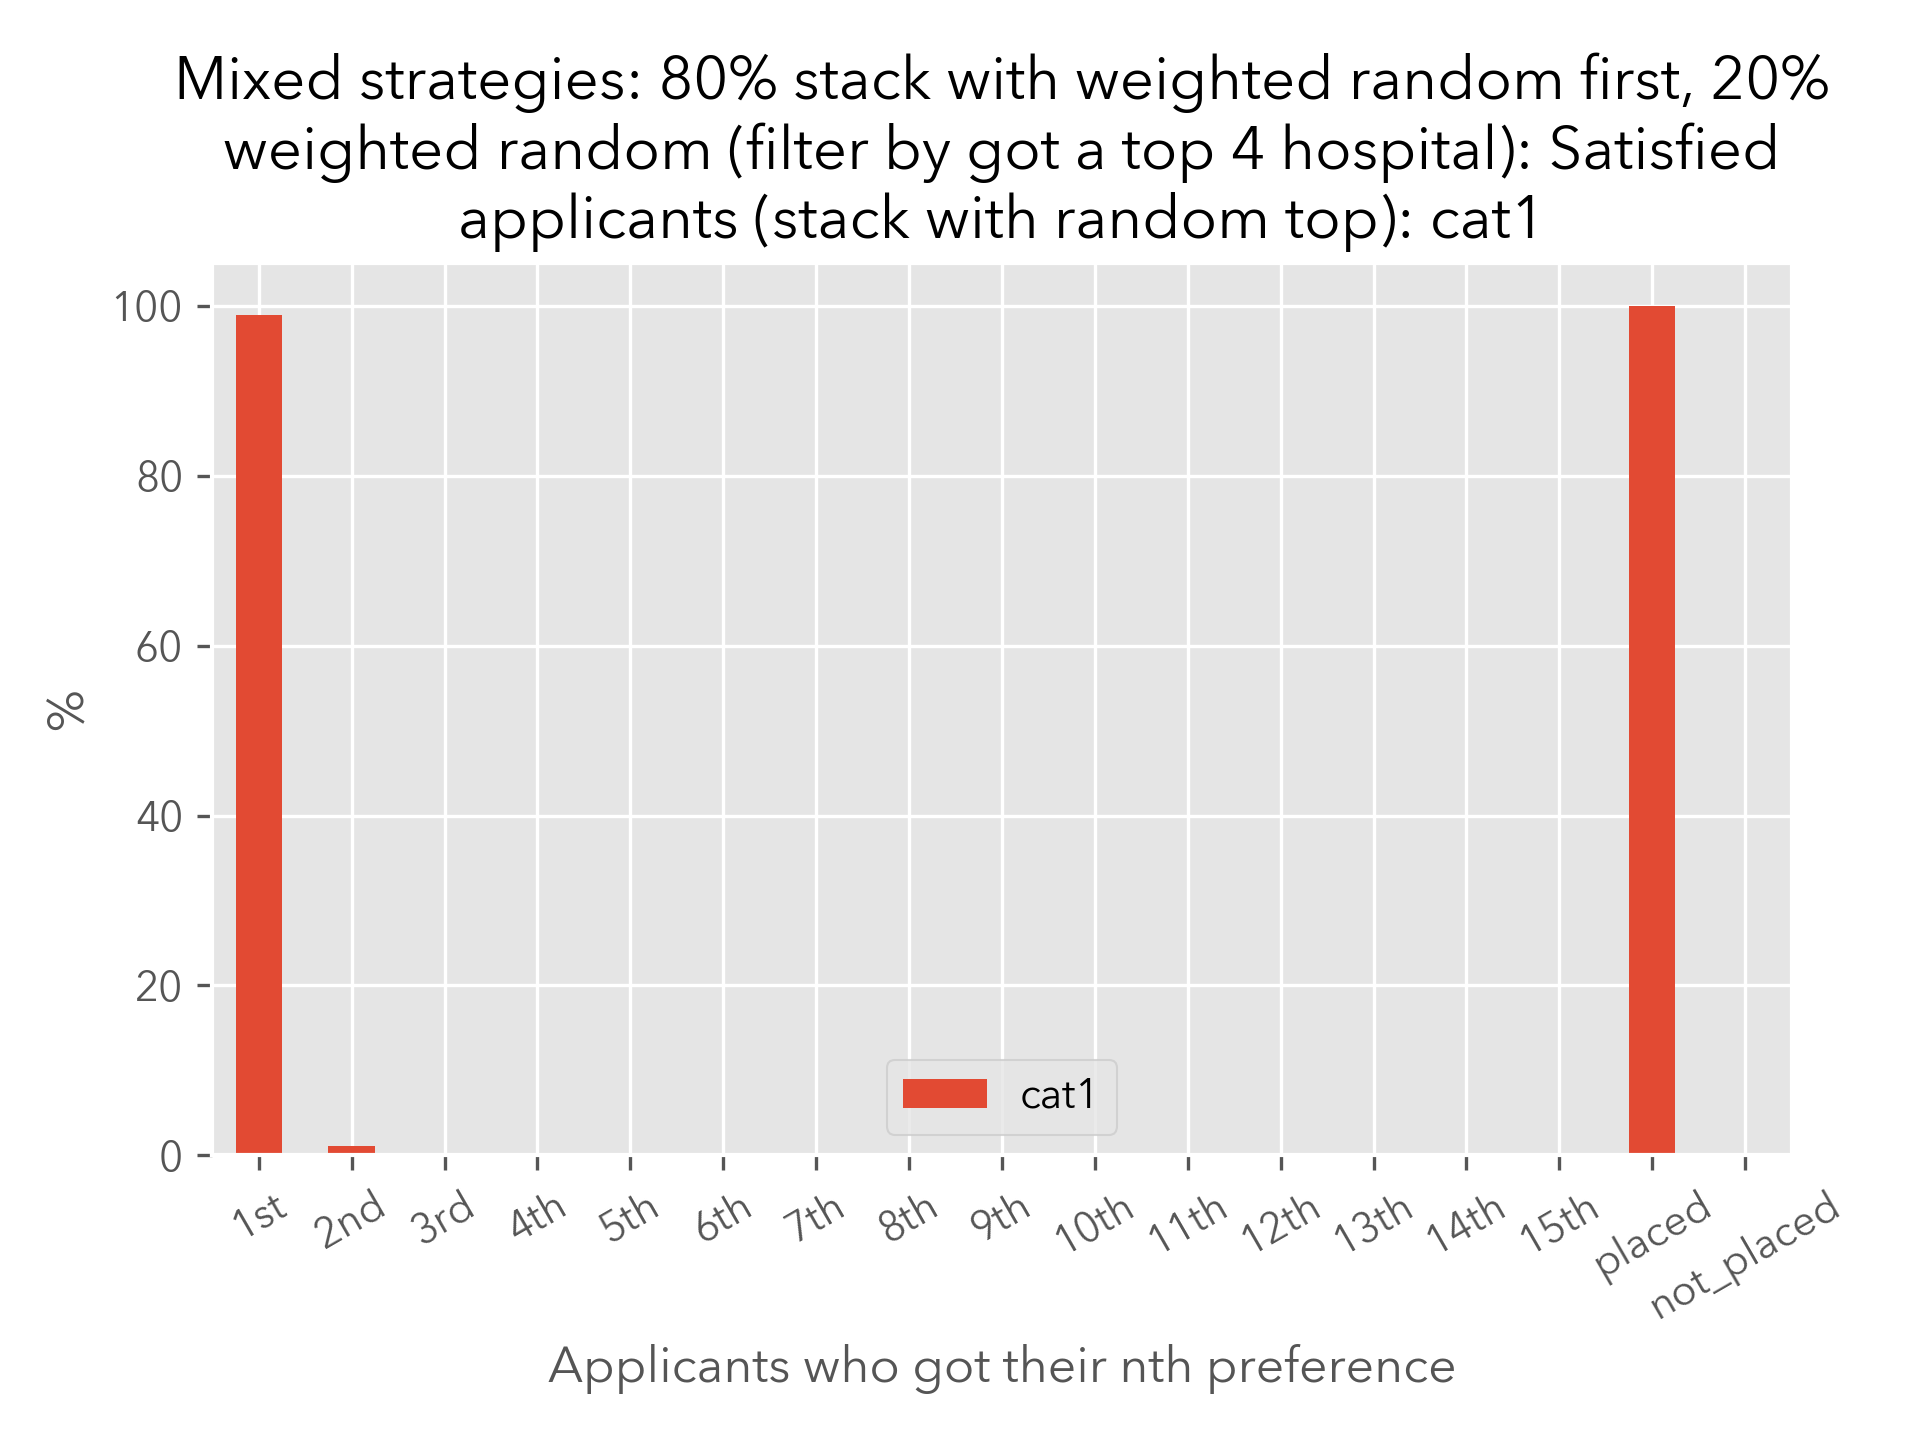 Mixed strategies: 80% stack with weighted random first, 20%
weighted random (filter by got a top 4 hospital): Satisfied
applicants (stack with random top): cat1
100
80
60
40
20
0
%
cat1
1st
2nd
3rd
4th
5th
6th
7th
8th
9th
10th
11th
12th
13th
14th
15th
placed
not_placed
Applicants who got their nth preference